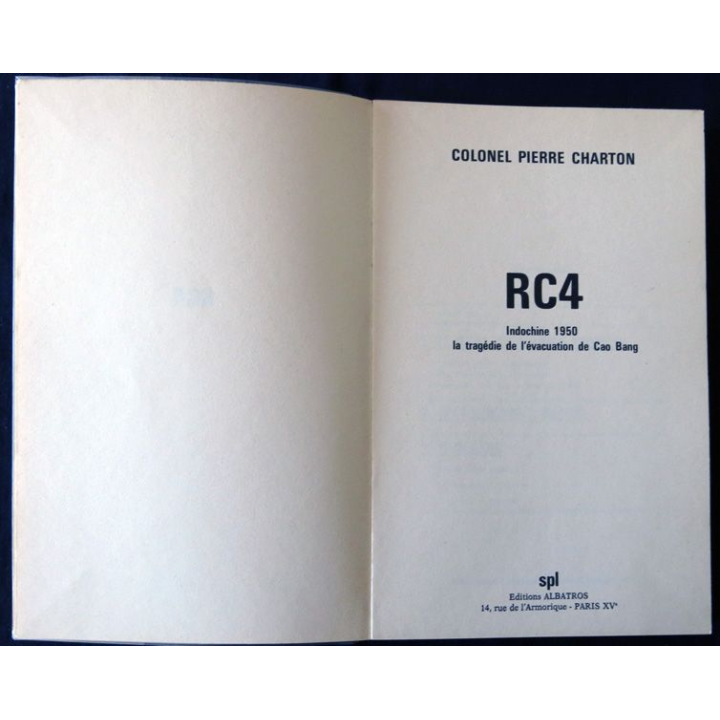 COLONEL PIERRE CHARTON
RC4
Indochine 1950
la tragédie de l'évacuation de Cao Bang
spl
Editions ALBATROS
14, rue de l'Armorique - PARIS XVᵉ